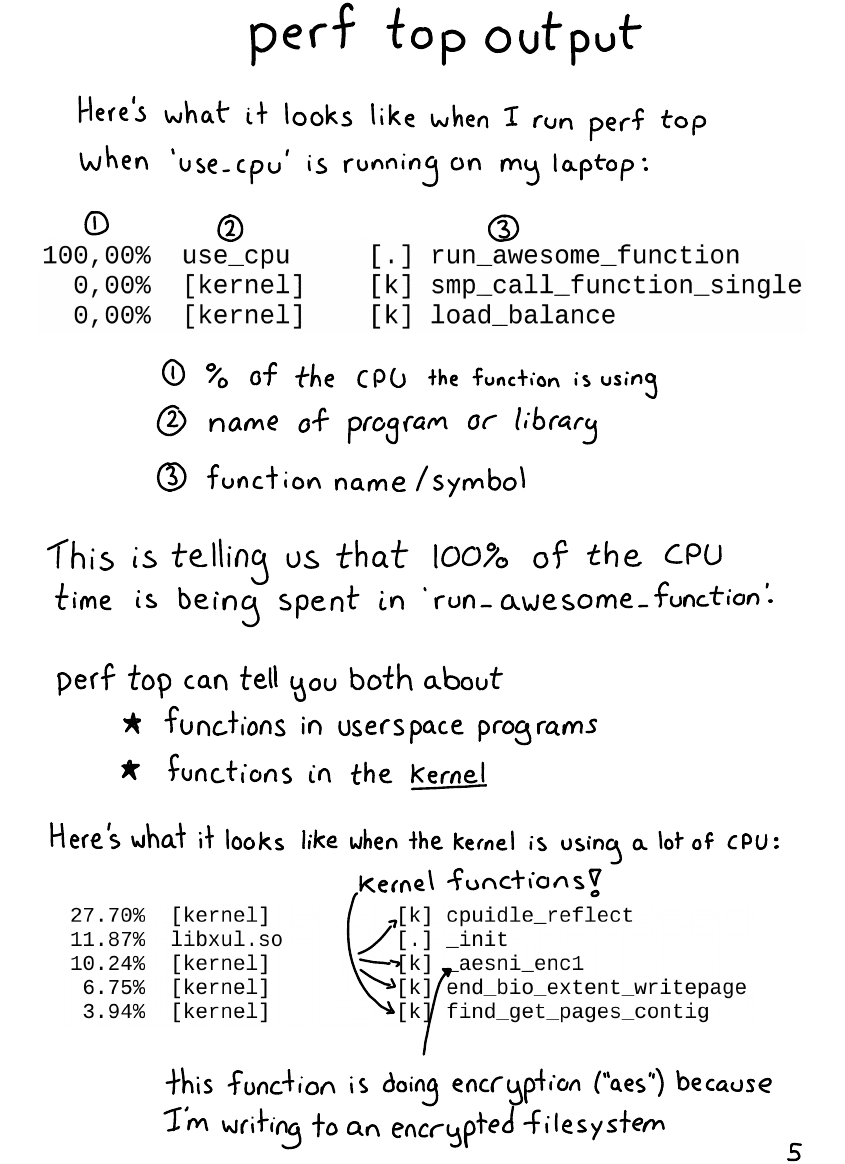 perf top output
Here's what it looks like when I run perf top
when 'use_cpu' is running on my laptop:
① ② ③
100,00% use_cpu [.] run_awesome_function
0,00% [kernel] [k] smp_call_function_single
0,00% [kernel] [k] load_balance
① % of the CPU the function is using
② name of program or library
③ function name/symbol
This is telling us that 100% of the CPU
time is being spent in 'run_awesome_function'.
perf top can tell you both about
★ functions in userspace programs
★ functions in the kernel
Here's what it looks like when the kernel is using a lot of CPU:
kernel functions!
27.70% [kernel] [k] cpuidle_reflect
11.87% libxul.so [.] _init
10.24% [kernel] [k] _aesni_enc1
6.75% [kernel] [k] end_bio_extent_writepage
3.94% [kernel] [k] find_get_pages_contig
this function is doing encryption ("aes") because
I'm writing to an encrypted filesystem
5